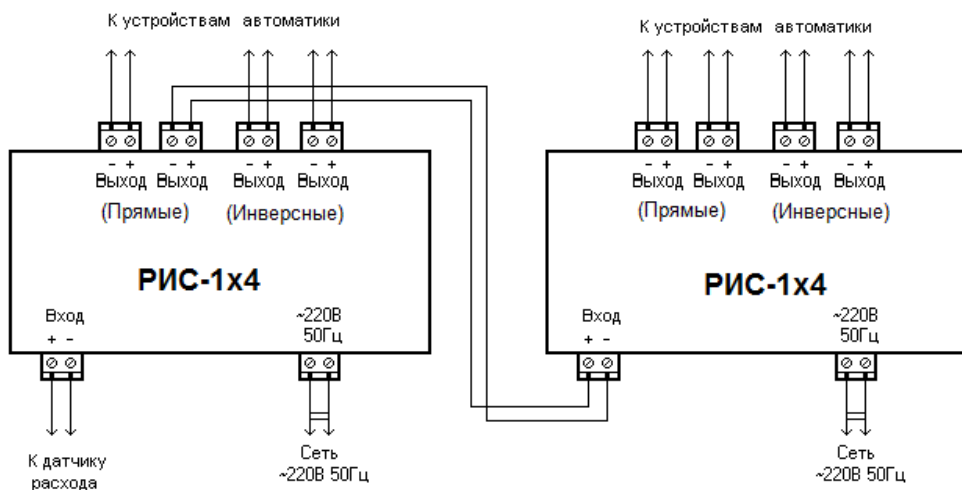 К устройствам автоматики
К устройствам автоматики
- + - + - + - +
Выход Выход Выход Выход
(Прямые) (Инверсные)
РИС-1х4
Вход
+ -
~220В
50Гц
К датчику
расхода
Сеть
~220В 50Гц
- + - + - + - +
Выход Выход Выход Выход
(Прямые) (Инверсные)
РИС-1х4
Вход
+ -
~220В
50Гц
Сеть
~220В 50Гц